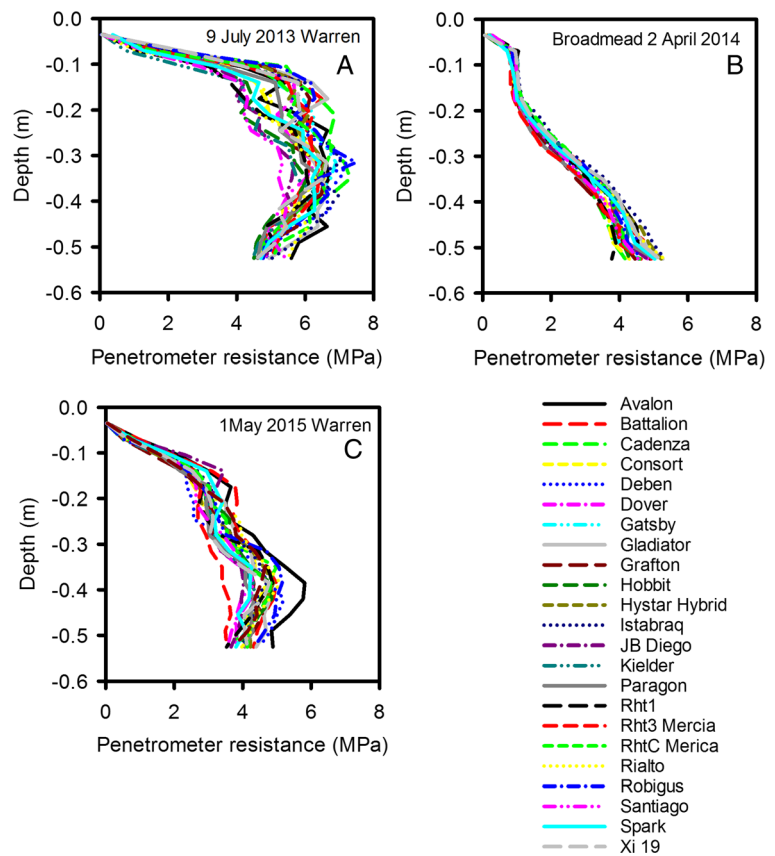 9 July 2013 Warren
A
0.0
-0.1
-0.2
-0.3
-0.4
-0.5
-0.6
Depth (m)
0 2 4 6 8
Penetrometer resistance (MPa)
Broadmead 2 April 2014
B
0.0
-0.1
-0.2
-0.3
-0.4
-0.5
-0.6
Depth (m)
0 2 4 6 8
Penetrometer resistance (MPa)
1May 2015 Warren
C
0.0
-0.1
-0.2
-0.3
-0.4
-0.5
-0.6
Depth (m)
0 2 4 6 8
Penetrometer resistance (MPa)
Avalon
Battalion
Cadenza
Consort
Deben
Dover
Gatsby
Gladiator
Grafton
Hobbit
Hystar Hybrid
Istabraq
JB Diego
Kielder
Paragon
Rht1
Rht3 Mercia
RhtC Merica
Rialto
Robigus
Santiago
Spark
Xi 19